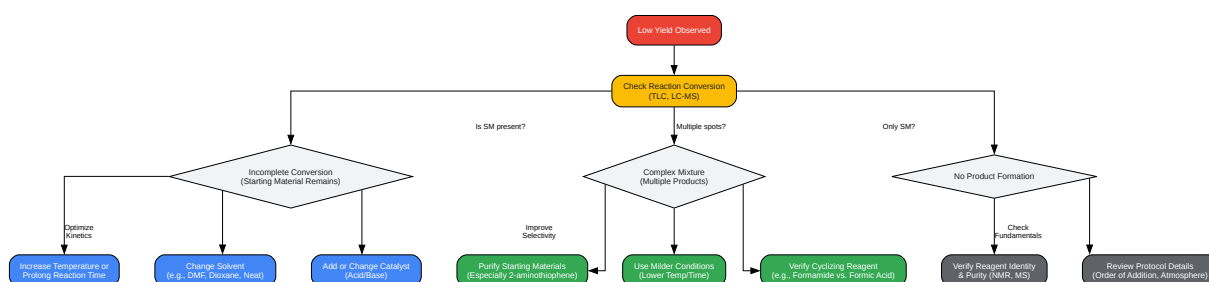 Low Yield Observed
Check Reaction Conversion
(TLC, LC-MS)
Is SM present?
Multiple spots?
Only SM?
Incomplete Conversion
(Starting Material Remains)
Complex Mixture
(Multiple Products)
No Product Formation
Optimize
Kinetics
Improve
Selectivity
Check
Fundamentals
Increase Temperature or
Prolong Reaction Time
Change Solvent
(e.g., DMF, Dioxane, Neat)
Add or Change Catalyst
(Acid/Base)
Purify Starting Materials
(Especially 2-aminothiophene)
Use Milder Conditions
(Lower Temp/Time)
Verify Cyclizing Reagent
(e.g., Formamide vs. Formic Acid)
Verify Reagent Identity
& Purity (NMR, MS)
Review Protocol Details
(Order of Addition, Atmosphere)